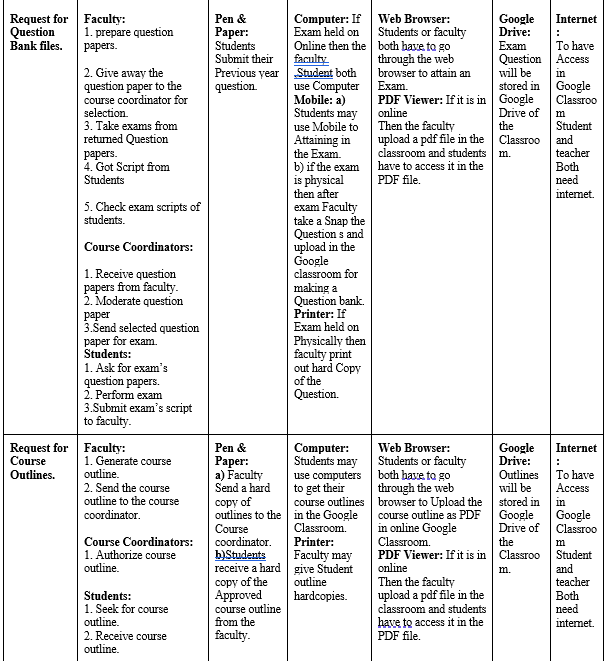 Request for
Question
Bank files.
Faculty:
1. prepare question
papers.
2. Give away the
question paper to the
course coordinator for
selection.
3. Take exams from
returned Question
papers.
4. Got Script from
Students
5. Check exam scripts of
students.
Course Coordinators:
1. Receive question
papers from faculty.
2. Moderate question
paper
3.Send selected question
paper for exam.
Students:
1. Ask for exam's
question papers.
2. Perform exam
3.Submit exam's script
to faculty.
Pen &
Paper:
Students
Submit their
Previous year
question.
Computer: If
Exam held on
Online then the
faculty
.Student both
use Computer
Mobile: a)
Students may
use Mobile to
Attaining in
the Exam.
b) if the exam
is physical
then after
exam Faculty
take a Snap the
Question s and
upload in the
Google
classroom for
making a
Question bank.
Printer: If
Exam held on
Physically then
faculty print
out hard Copy
of the
Question.
Web Browser:
Students or faculty
both have to go
through the web
browser to attain an
Exam.
PDF Viewer: If it is in
online
Then the faculty
upload a pdf file in the
classroom and students
have to access it in the
PDF file.
Google
Drive:
Exam
Question
will be
stored in
Google
Drive of
the
Classroo
m.
Internet
:
To have
Access
in
Google
Classroo
m
Student
and
teacher
Both
need
internet.
Request for
Course
Outlines.
Faculty:
1. Generate course
outline.
2. Send the course
outline to the course
coordinator.
Course Coordinators:
1. Authorize course
outline.
Students:
1. Seek for course
outline.
2. Receive course
outline.
Pen &
Paper:
a) Faculty
Send a hard
copy of
outlines to the
Course
coordinator.
b)Students
receive a hard
copy of the
Approved
course outline
from the
faculty.
Computer:
Students may
use computers
to get their
course outlines
in the Google
Classroom.
Printer:
Faculty may
give Student
outline
hardcopies.
Web Browser:
Students or faculty
both have to go
through the web
browser to Upload the
course outline as PDF
in online Google
Classroom.
PDF Viewer: If it is in
online
Then the faculty
upload a pdf file in the
classroom and students
have to access it in the
PDF file.
Google
Drive:
Outlines
will be
stored in
Google
Drive of
the
Classroo
m.
Internet
:
To have
Access
in
Google
Classroo
m
Student
and
teacher
Both
need
internet.